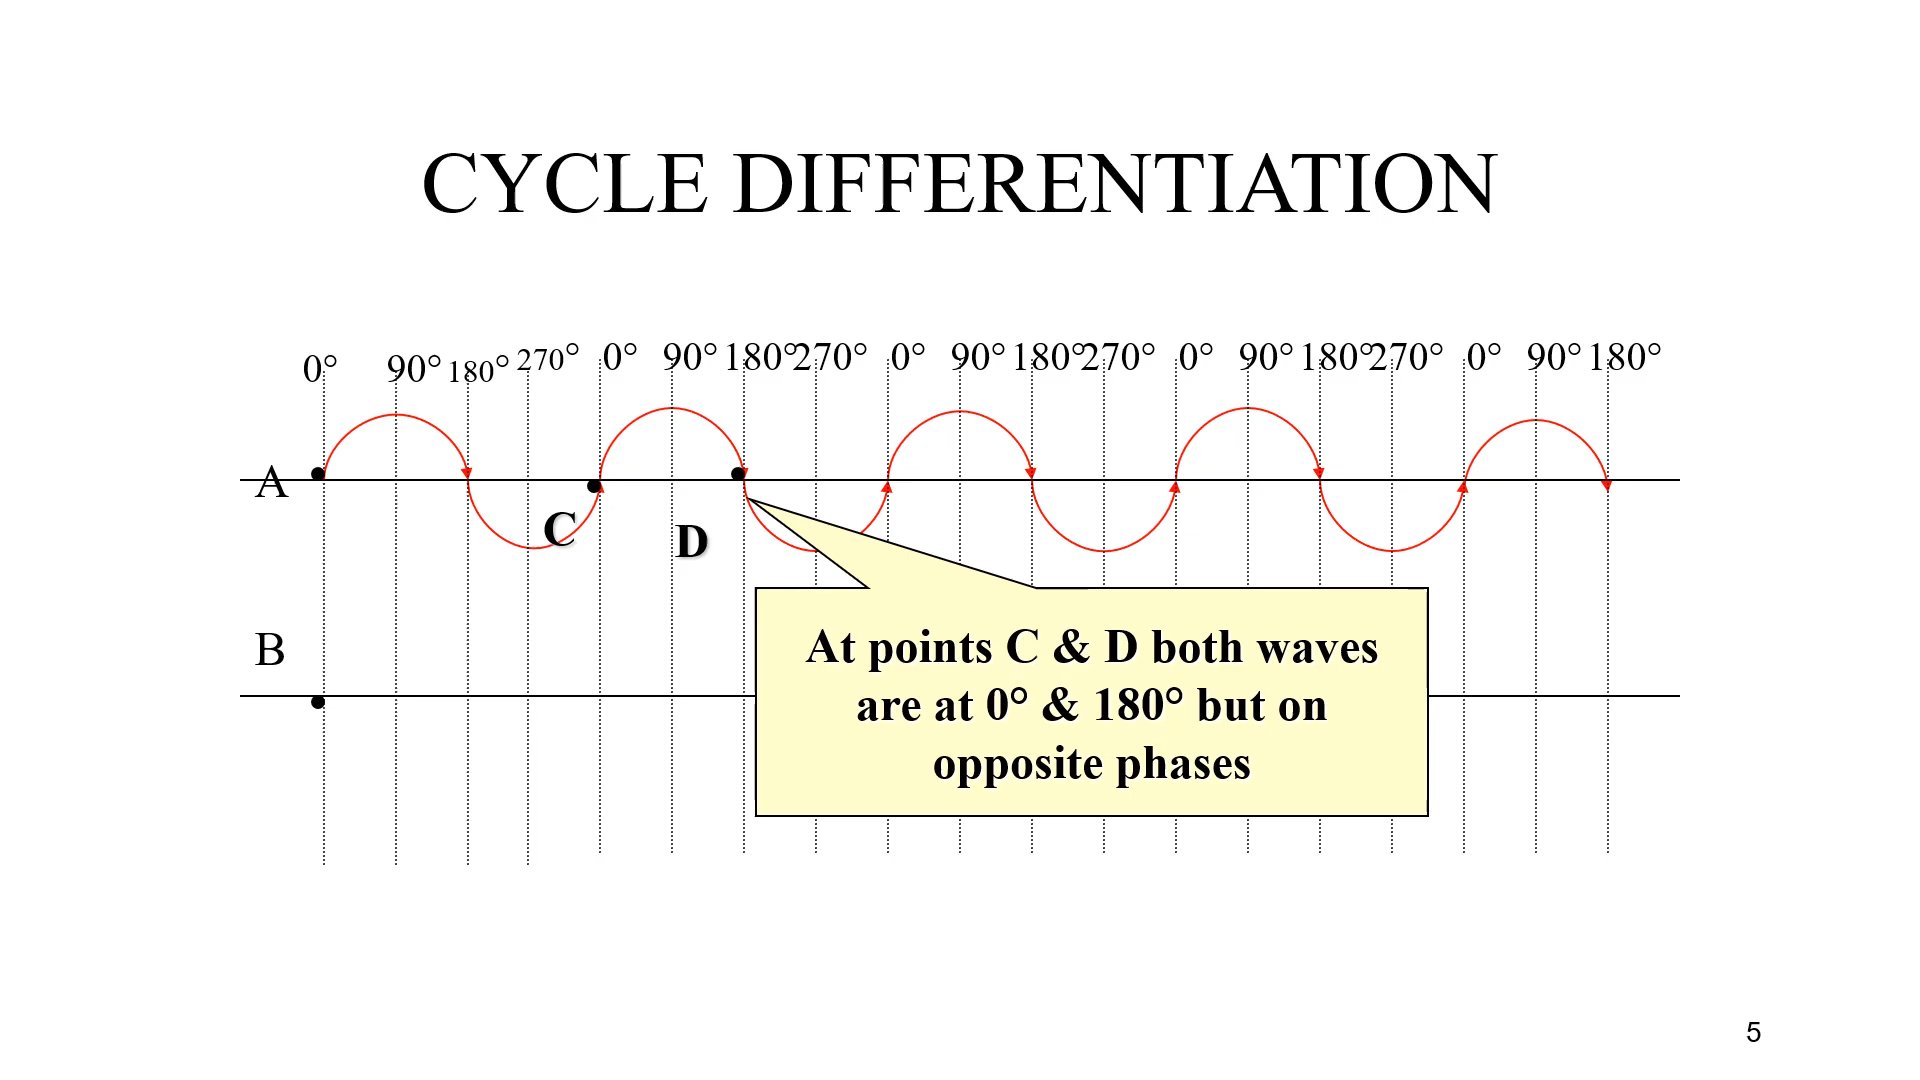 CYCLE DIFFERENTIATION
0° 90° 180° 270° 0° 90° 180° 270° 0° 90° 180° 270° 0° 90° 180° 270° 0° 90° 180°
A
C
D
B
At points C & D both waves
are at 0° & 180° but on
opposite phases
5